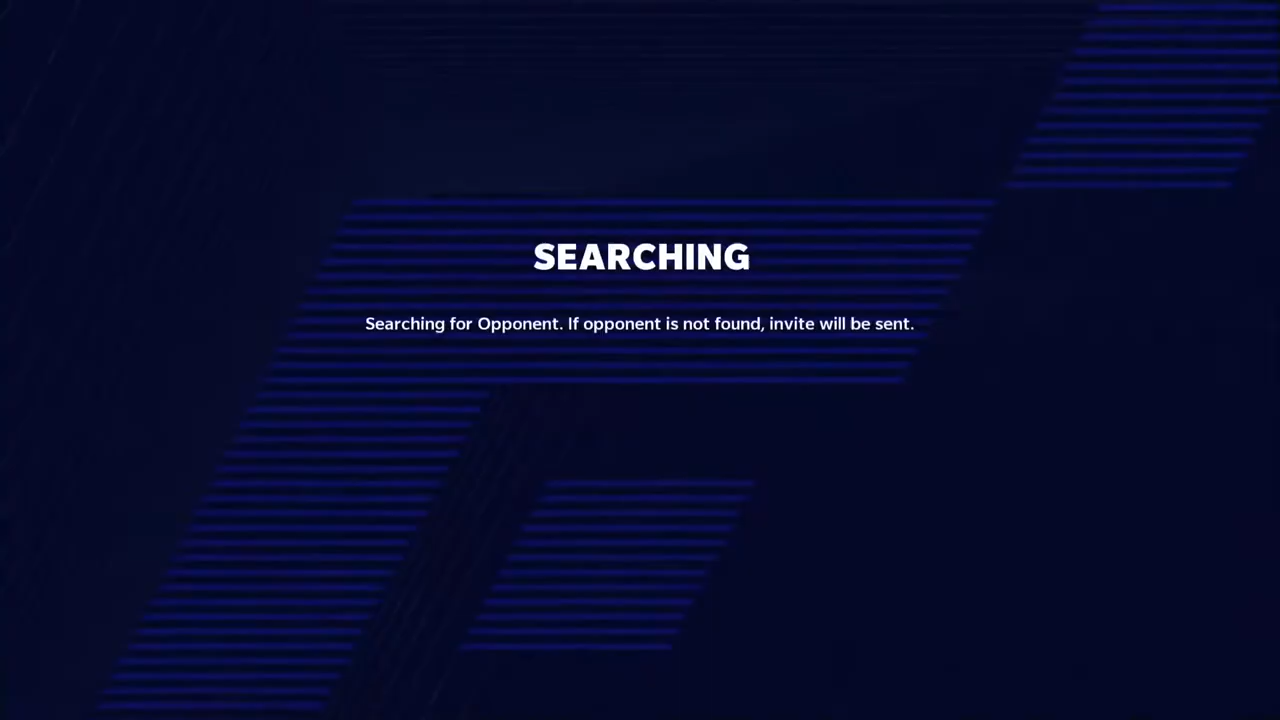 SEARCHING
Searching for Opponent. If opponent is not found, invite will be sent.